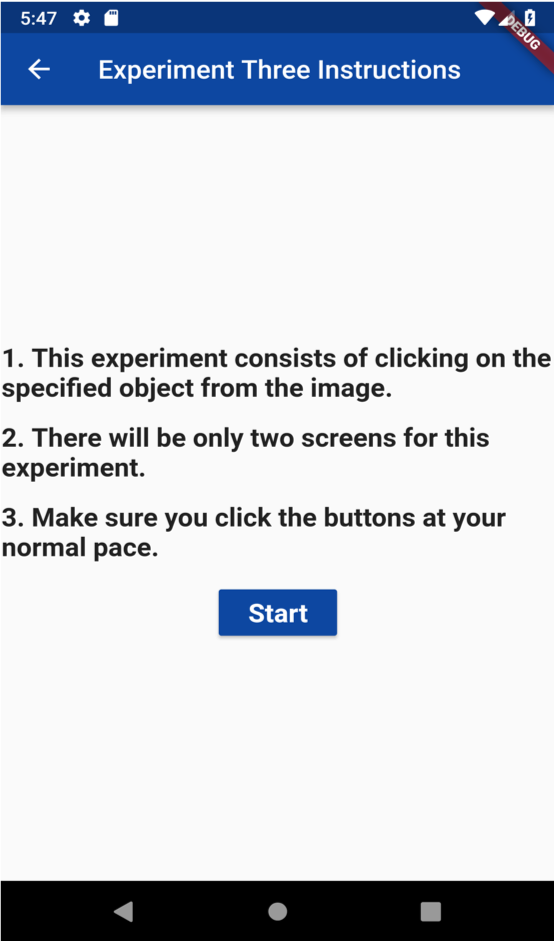 5:47
DEBUG
Experiment Three Instructions
1. This experiment consists of clicking on the
specified object from the image.
2. There will be only two screens for this
experiment.
3. Make sure you click the buttons at your
normal pace.
Start